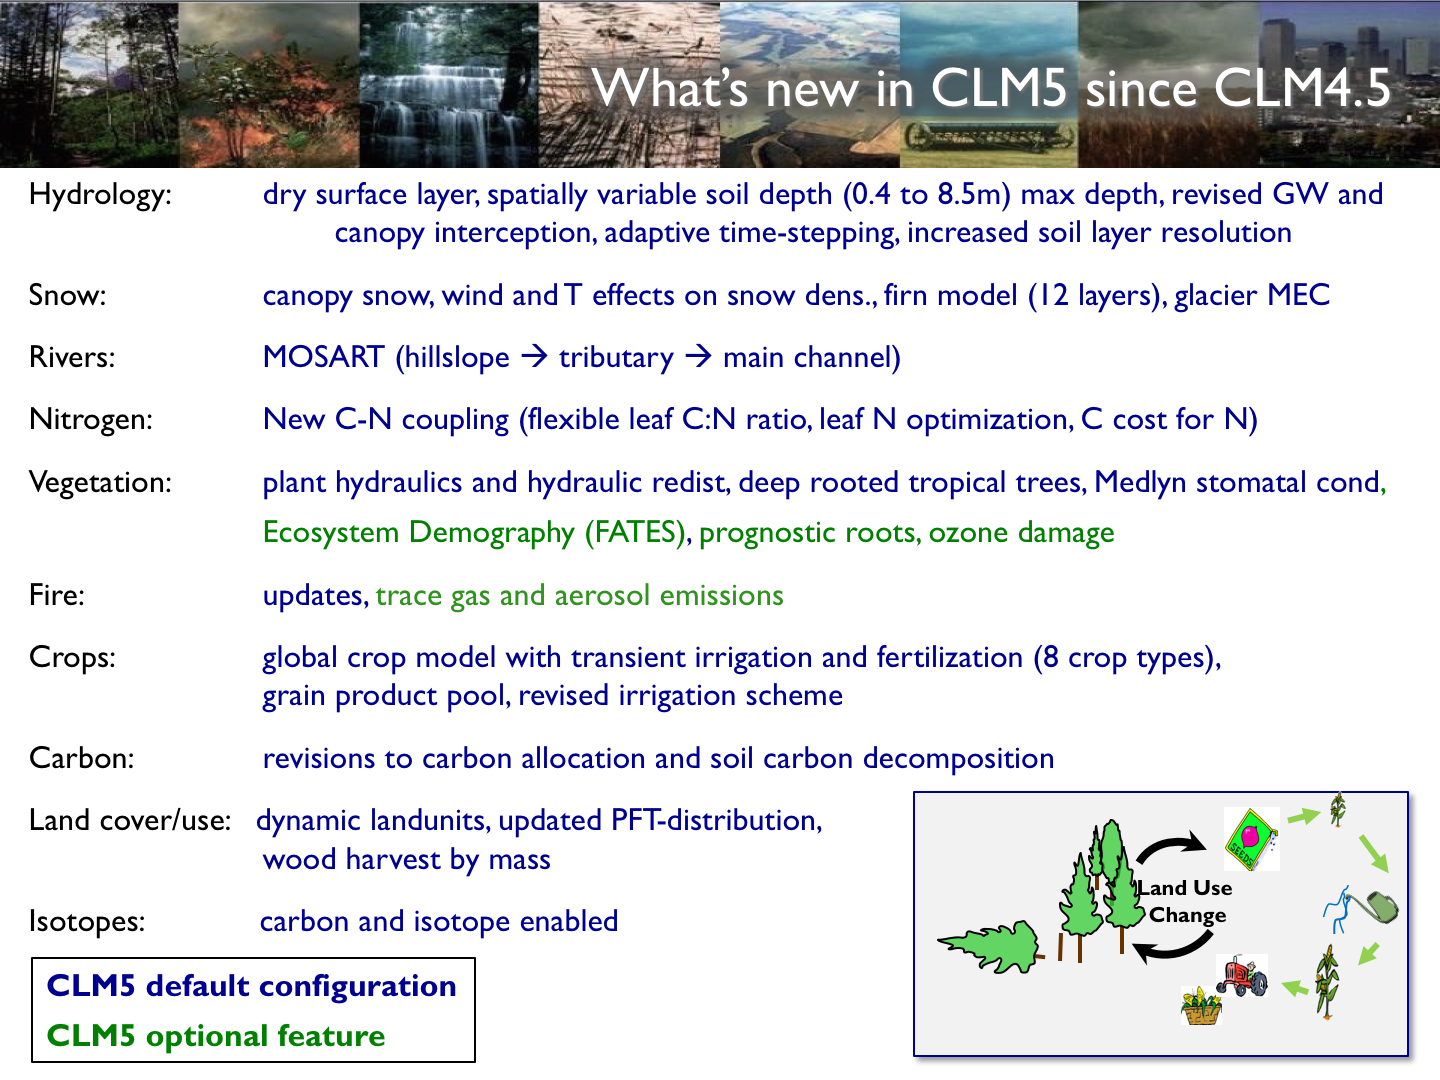 What's new in CLM5 since CLM4.5
Hydrology: dry surface layer, spatially variable soil depth (0.4 to 8.5m) max depth, revised GW and
canopy interception, adaptive time-stepping, increased soil layer resolution
Snow: canopy snow, wind and T effects on snow dens., firn model (12 layers), glacier MEC
Rivers: MOSART (hillslope → tributary → main channel)
Nitrogen: New C-N coupling (flexible leaf C:N ratio, leaf N optimization, C cost for N)
Vegetation: plant hydraulics and hydraulic redist, deep rooted tropical trees, Medlyn stomatal cond,
Ecosystem Demography (FATES), prognostic roots, ozone damage
Fire: updates, trace gas and aerosol emissions
Crops: global crop model with transient irrigation and fertilization (8 crop types),
grain product pool, revised irrigation scheme
Carbon: revisions to carbon allocation and soil carbon decomposition
Land cover/use: dynamic landunits, updated PFT-distribution,
wood harvest by mass
Isotopes: carbon and isotope enabled
CLM5 default configuration
CLM5 optional feature
SEEDS
Land Use
Change